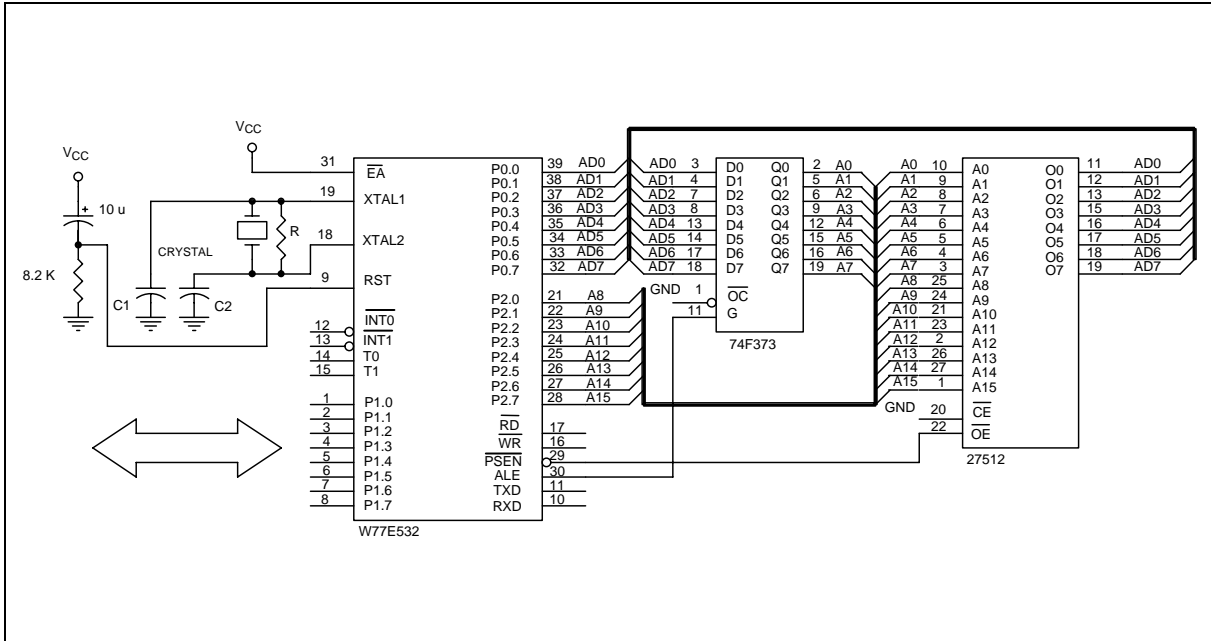 VCC
VCC
10 u
8.2 K
CRYSTAL
R
C1
C2
31 EA
19 XTAL1
18 XTAL2
9 RST
12 INT0
13 INT1
14 T0
15 T1
1 P1.0
2 P1.1
3 P1.2
4 P1.3
5 P1.4
6 P1.5
7 P1.6
8 P1.7
P0.0 39 AD0
P0.1 38 AD1
P0.2 37 AD2
P0.3 36 AD3
P0.4 35 AD4
P0.5 34 AD5
P0.6 33 AD6
P0.7 32 AD7
P2.0 21 A8
P2.1 22 A9
P2.2 23 A10
P2.3 24 A11
P2.4 25 A12
P2.5 26 A13
P2.6 27 A14
P2.7 28 A15
RD 17
WR 16
PSEN 29
ALE 30
TXD 11
RXD 10
W77E532
AD0 3 D0 Q0 2 A0
AD1 4 D1 Q1 5 A1
AD2 7 D2 Q2 6 A2
AD3 8 D3 Q3 9 A3
AD4 13 D4 Q4 12 A4
AD5 14 D5 Q5 15 A5
AD6 17 D6 Q6 16 A6
AD7 18 D7 Q7 19 A7
GND 1 OC
11 G
74F373
A0 10 A0 O0 11 AD0
A1 9 A1 O1 12 AD1
A2 8 A2 O2 13 AD2
A3 7 A3 O3 15 AD3
A4 6 A4 O4 16 AD4
A5 5 A5 O5 17 AD5
A6 4 A6 O6 18 AD6
A7 3 A7 O7 19 AD7
A8 25 A8
A9 24 A9
A10 21 A10
A11 23 A11
A12 2 A12
A13 26 A13
A14 27 A14
A15 1 A15
GND 20 CE
22 OE
27512